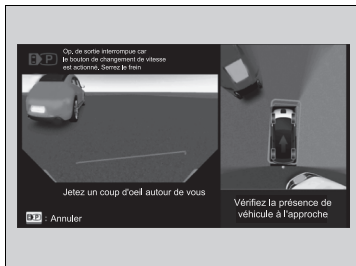 Op, de sortie interrompue car
le bouton de changement de vitesse
est actionné, Serrez le frein
Jetez un coup d'oeil autour de vous
: Annuler
Vérifiez la présence de
véhicule à l'approche